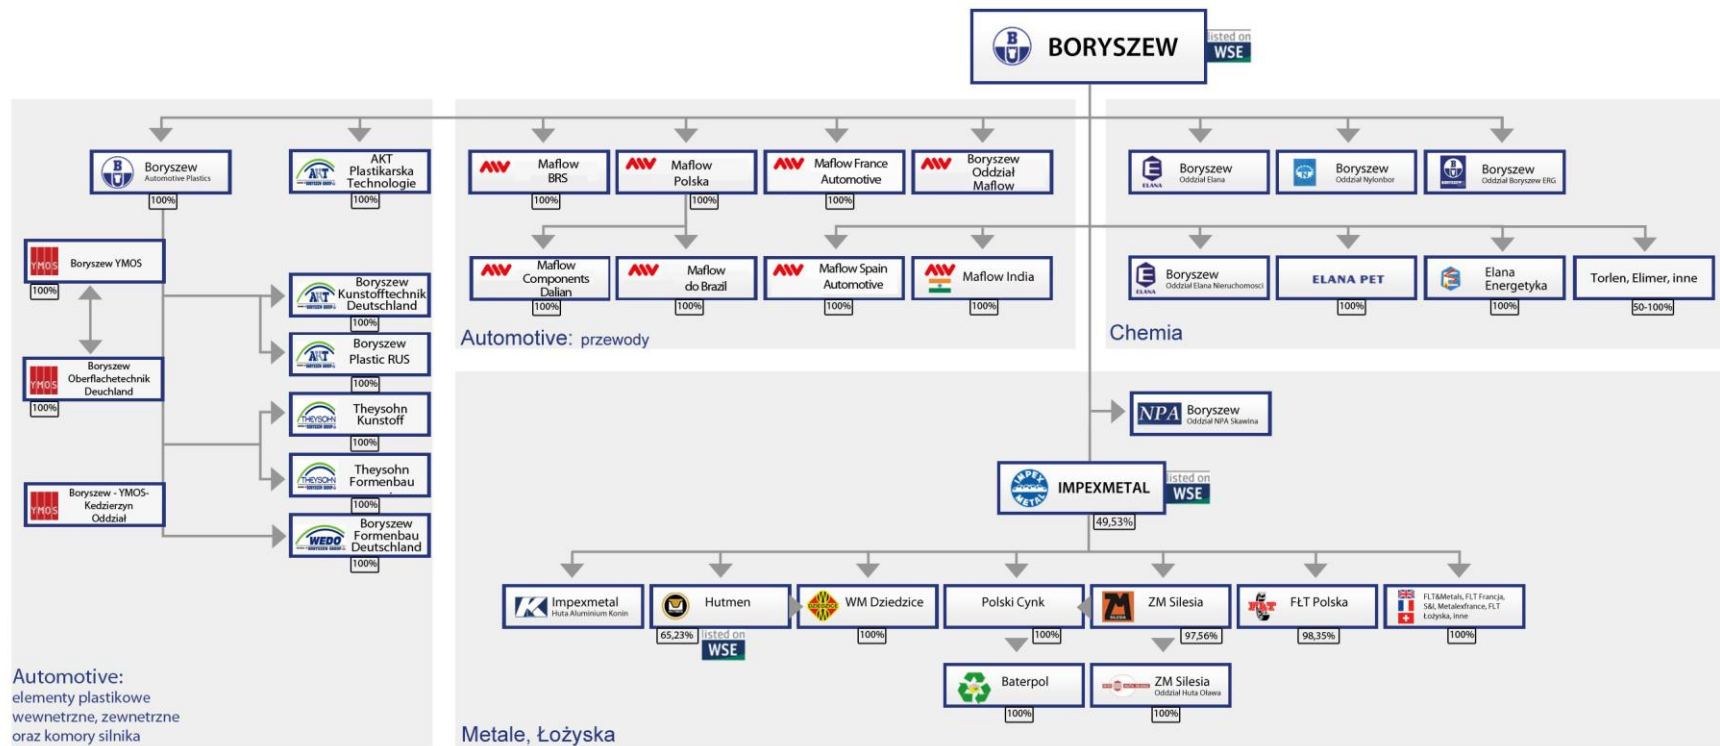 BORYSZEW
listed on
WSE
Boryszew
Automotive Plastics
100%
AKT
Plastikarska
Technologie
100%
Boryszew YMOS
100%
Boryszew
Kunstofftechnik
Deutschland
100%
Boryszew
Plastic RUS
100%
Boryszew
Oberflachetechnik
Deuchland
100%
Theysohn
Kunstoff
100%
Theysohn
Formenbau
100%
Boryszew - YMOS-
Kedzierzyn
Oddział
Boryszew
Formenbau
Deutschland
100%
Automotive:
elementy plastikowe
wewnetrzne, zewnetrzne
oraz komory silnika
Maflow
BRS
100%
Maflow
Polska
100%
Maflow France
Automotive
100%
Boryszew
Oddział
Maflow
Maflow
Components
Dalian
100%
Maflow
do Brazil
100%
Maflow Spain
Automotive
100%
Maflow India
100%
Automotive: przewody
Boryszew
Oddział Elana
Boryszew
Oddział Nylonbor
Boryszew
Oddział Boryszew ERG
Boryszew
Oddział Elana Nieruchomosci
ELANA PET
100%
Elana
Energetyka
100%
Torlen, Elimer, inne
50-100%
Chemia
NPA
Boryszew
Oddział NPA Skawina
IMPEX
METAL
IMPEXMETAL
listed on
WSE
49,53%
Impexmetal
Huta Aluminium Konin
Hutmen
65,23%
listed on
WSE
DZIEDZICE
WM Dziedzice
100%
Polski Cynk
100%
ZM Silesia
97,56%
FŁT Polska
98,35%
FLT&Metals, FLT Francja,
S&I, Metalexfrance, FLT
Łożyska, inne
100%
Baterpol
100%
ZM Silesia
Oddział Huta Oława
100%
Metale, Łożyska